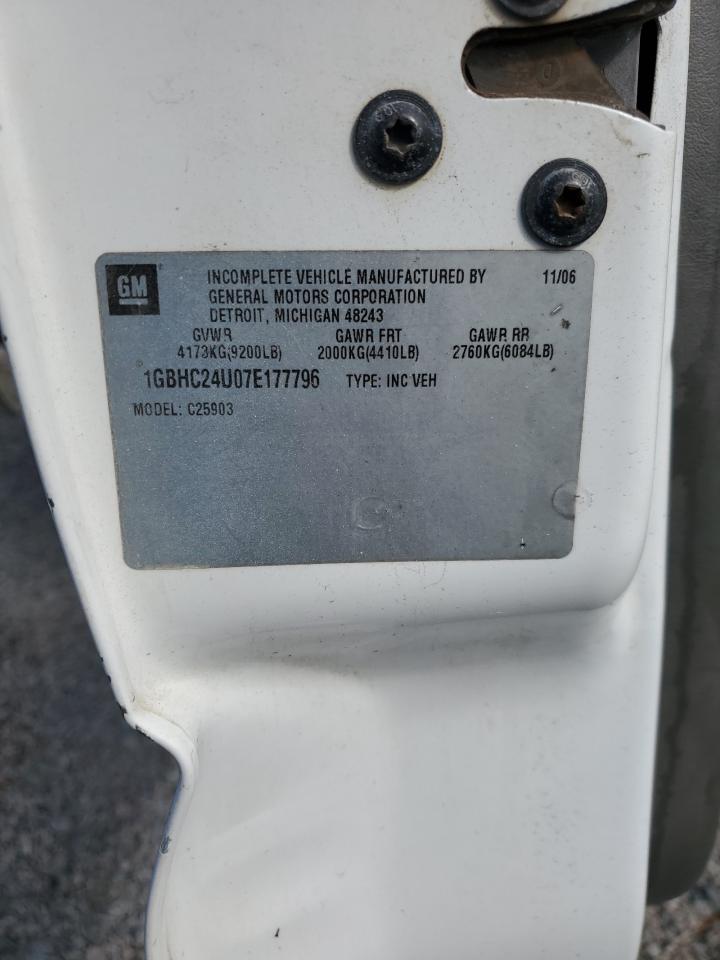 GM
INCOMPLETE VEHICLE MANUFACTURED BY 11/06
GENERAL MOTORS CORPORATION
DETROIT, MICHIGAN 48243
GVWR GAWR FRT GAWR RR
4173KG(9200LB) 2000KG(4410LB) 2760KG(6084LB)
1GBHC24U07E177796 TYPE: INC VEH
MODEL: C25903